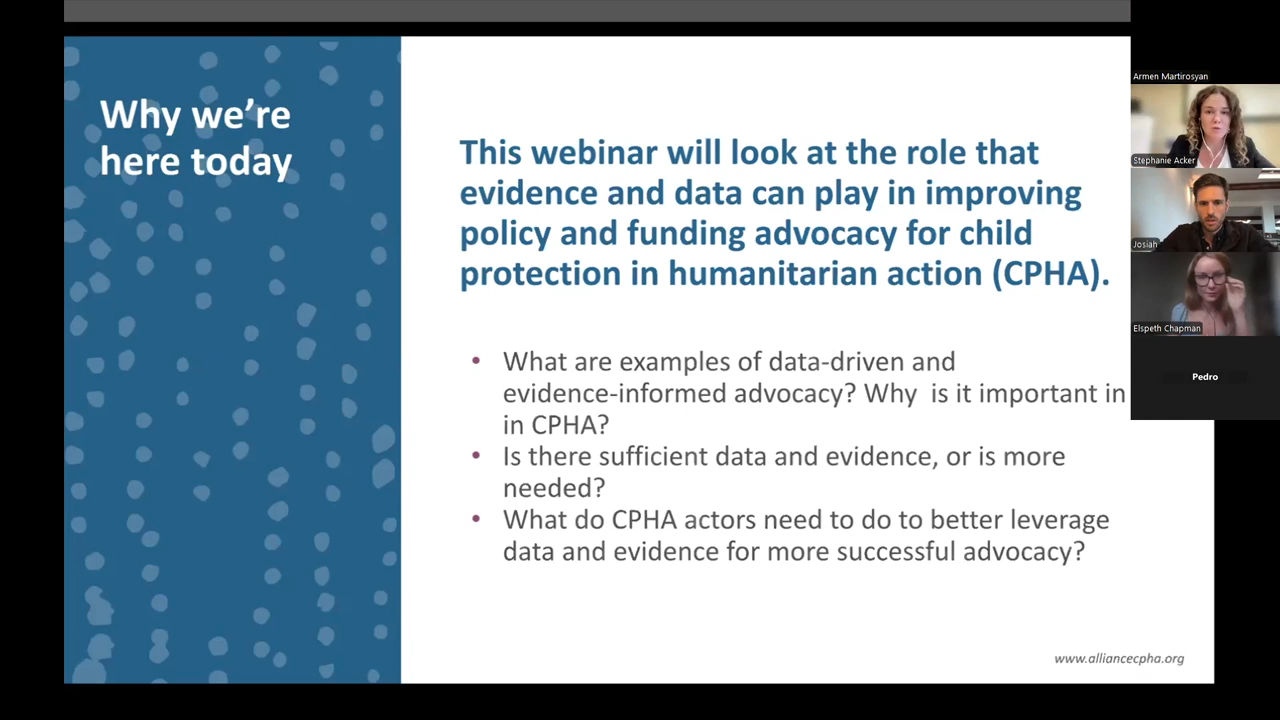 Why we're
here today
This webinar will look at the role that
evidence and data can play in improving
policy and funding advocacy for child
protection in humanitarian action (CPHA).
• What are examples of data-driven and
evidence-informed advocacy? Why  is it important in
in CPHA?
• Is there sufficient data and evidence, or is more
needed?
• What do CPHA actors need to do to better leverage
data and evidence for more successful advocacy?
www.alliancecpha.org
Armen Martirosyan
Stephanie Acker
Josiah
Elspeth Chapman
Pedro